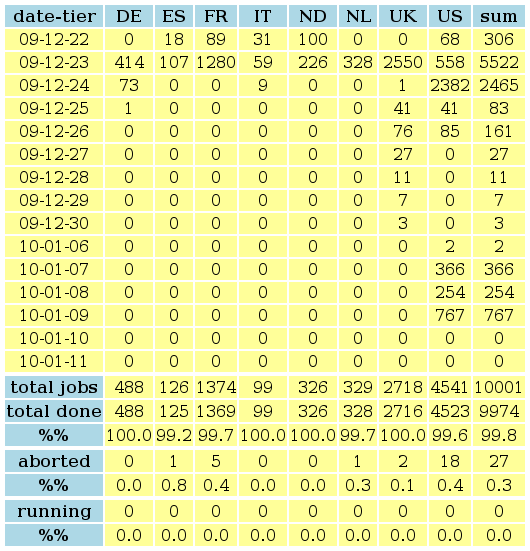 date-tier DE ES FR IT ND NL UK US sum
09-12-22 0 18 89 31 100 0 0 68 306
09-12-23 414 107 1280 59 226 328 2550 558 5522
09-12-24 73 0 0 9 0 0 1 2382 2465
09-12-25 1 0 0 0 0 0 41 41 83
09-12-26 0 0 0 0 0 0 76 85 161
09-12-27 0 0 0 0 0 0 27 0 27
09-12-28 0 0 0 0 0 0 11 0 11
09-12-29 0 0 0 0 0 0 7 0 7
09-12-30 0 0 0 0 0 0 3 0 3
10-01-06 0 0 0 0 0 0 0 2 2
10-01-07 0 0 0 0 0 0 0 366 366
10-01-08 0 0 0 0 0 0 0 254 254
10-01-09 0 0 0 0 0 0 0 767 767
10-01-10 0 0 0 0 0 0 0 0 0
10-01-11 0 0 0 0 0 0 0 0 0
total jobs 488 126 1374 99 326 329 2718 4541 10001
total done 488 125 1369 99 326 328 2716 4523 9974
%% 100.0 99.2 99.7 100.0 100.0 99.7 100.0 99.6 99.8
aborted 0 1 5 0 0 1 2 18 27
%% 0.0 0.8 0.4 0.0 0.0 0.3 0.1 0.4 0.3
running 0 0 0 0 0 0 0 0 0
%% 0.0 0.0 0.0 0.0 0.0 0.0 0.0 0.0 0.0